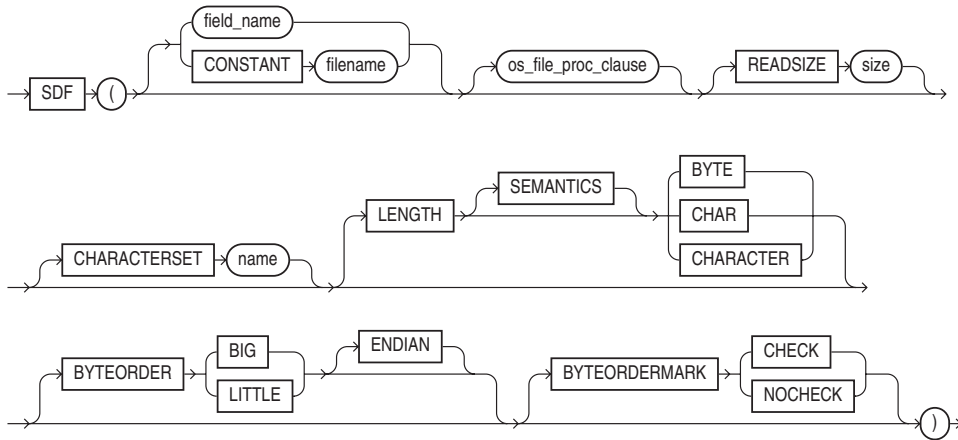 field_name
CONSTANT filename
os_file_proc_clause
READSIZE size
SDF (
SEMANTICS
BYTE
LENGTH
CHAR
CHARACTERSET name
CHARACTER
BIG
ENDIAN
CHECK
BYTEORDER
BYTEORDERMARK
LITTLE
NOCHECK
)